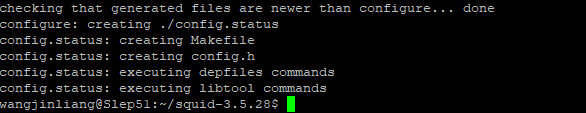 checking that generated files are newer than configure... done
configure: creating ./config.status
config.status: creating Makefile
config.status: creating config.h
config.status: executing depfiles commands
config.status: executing libtool commands
wangjinliang@Slep51:~/squid-3.5.28$